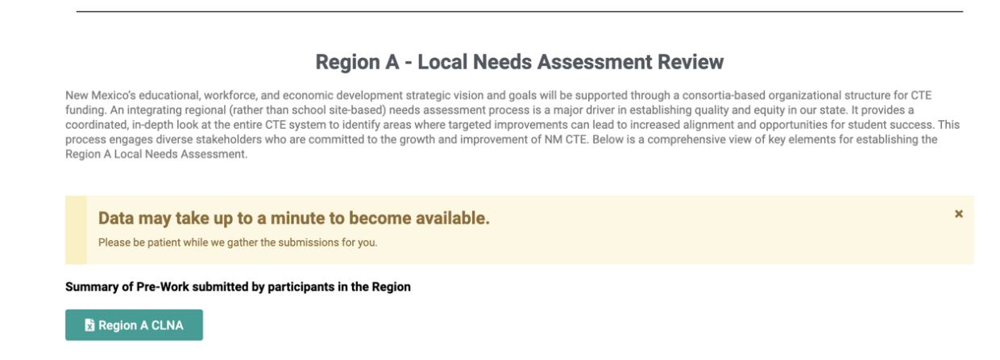 Region A - Local Needs Assessment Review
New Mexico's educational, workforce, and economic development strategic vision and goals will be supported through a consortia-based organizational structure for CTE
funding. An integrating regional (rather than school site-based) needs assessment process is a major driver in establishing quality and equity in our state. It provides a
coordinated, in-depth look at the entire CTE system to identify areas where targeted improvements can lead to increased alignment and opportunities for student success. This
process engages diverse stakeholders who are committed to the growth and improvement of NM CTE. Below is a comprehensive view of key elements for establishing the
Region A Local Needs Assessment.
Data may take up to a minute to become available.
Please be patient while we gather the submissions for you.
Summary of Pre-Work submitted by participants in the Region
Region A CLNA